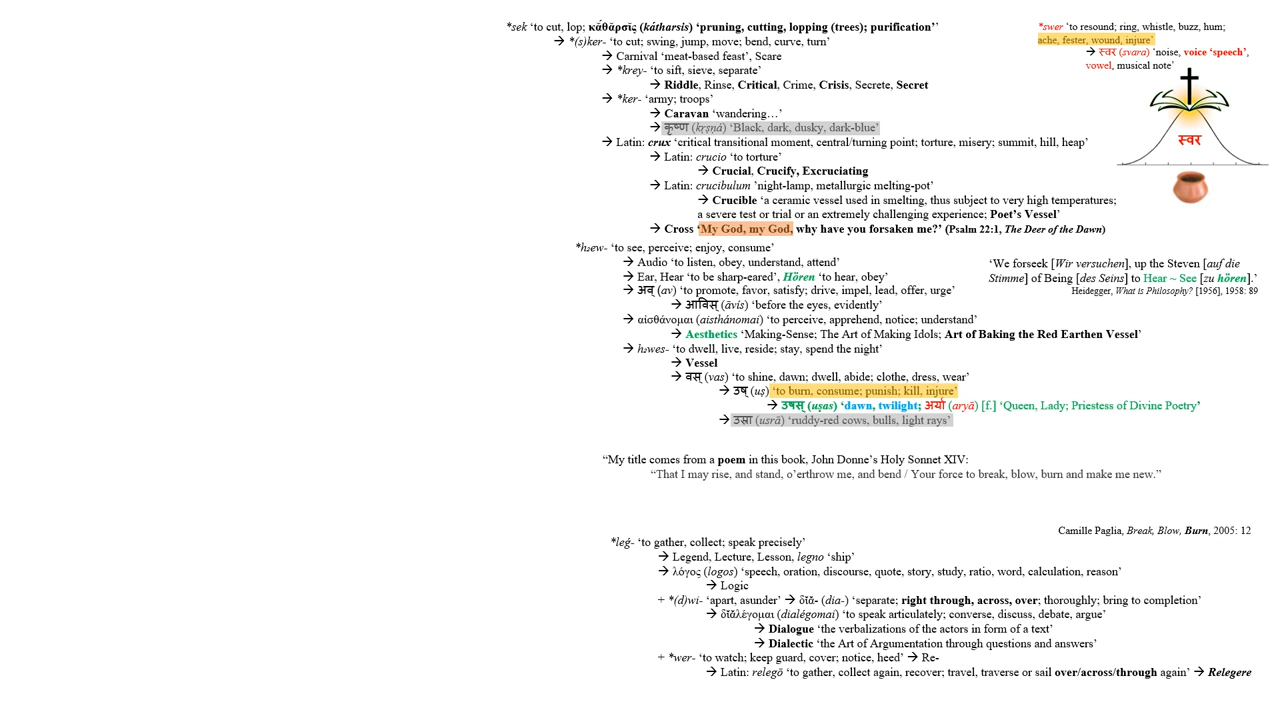 *sek ‘to cut, lop; κᾰ́θᾰρσῐς (kátharsis) ‘pruning, cutting, lopping (trees); purification’’
→ *(s)ker- ‘to cut; swing, jump, move; bend, curve, turn’
→ Carnival ‘meat-based feast’, Scare
→ *krey- ‘to sift, sieve, separate’
→ Riddle, Rinse, Critical, Crime, Crisis, Secrete, Secret
→ *ker- ‘army; troops’
→ Caravan ‘wandering…’
→ कृष्ण (kṛṣṇá) ‘Black, dark, dusky, dark-blue’
→ Latin: crux ‘critical transitional moment, central/turning point; torture, misery; summit, hill, heap’
→ Latin: crucio ‘to torture’
→ Crucial, Crucify, Excruciating
→ Latin: crucibulum ’night-lamp, metallurgic melting-pot’
→ Crucible ‘a ceramic vessel used in smelting, thus subject to very high temperatures;
a severe test or trial or an extremely challenging experience; Poet’s Vessel’
→ Cross ‘My God, my God, why have you forsaken me?’ (Psalm 22:1, The Deer of the Dawn)
*swer ‘to resound; ring, whistle, buzz, hum;
ache, fester, wound, injure’
→ स्वर (svara) ‘noise, voice ‘speech’,
vowel, musical note’
स्वर
*h₂ew- ‘to see, perceive; enjoy, consume’
→ Audio ‘to listen, obey, understand, attend’
→ Ear, Hear ‘to be sharp-eared’, Hören ‘to hear, obey’
→ अव् (av) ‘to promote, favor, satisfy; drive, impel, lead, offer, urge’
→ आविस् (āvís) ‘before the eyes, evidently’
→ αἰσθάνομαι (aisthánomai) ‘to perceive, apprehend, notice; understand’
→ Aesthetics ‘Making-Sense; The Art of Making Idols; Art of Baking the Red Earthen Vessel’
→ h₂wes- ‘to dwell, live, reside; stay, spend the night’
→ Vessel
→ वस् (vas) ‘to shine, dawn; dwell, abide; clothe, dress, wear’
→ उष् (uṣ) ‘to burn, consume; punish; kill, injure’
→ उषस् (uṣas) ‘dawn, twilight; अर्या (aryā) [f.] ‘Queen, Lady; Priestess of Divine Poetry’
→ उस्रा (usrā) ‘ruddy-red cows, bulls, light rays’
‘We forseek [Wir versuchen], up the Steven [auf die
Stimme] of Being [des Seins] to Hear ~ See [zu hören].’
Heidegger, What is Philosophy? [1956], 1958: 89
“My title comes from a poem in this book, John Donne’s Holy Sonnet XIV:
“That I may rise, and stand, o’erthrow me, and bend / Your force to break, blow, burn and make me new.”
Camille Paglia, Break, Blow, Burn, 2005: 12
*leǵ- ‘to gather, collect; speak precisely’
→ Legend, Lecture, Lesson, legno ‘ship’
→ λόγος (logos) ‘speech, oration, discourse, quote, story, study, ratio, word, calculation, reason’
→ Logic
+ *(d)wi- ‘apart, asunder’ → δῐᾰ- (dia-) ‘separate; right through, across, over; thoroughly; bring to completion’
→ δῐᾰλέγομαι (dialégomai) ‘to speak articulately; converse, discuss, debate, argue’
→ Dialogue ‘the verbalizations of the actors in form of a text’
→ Dialectic ‘the Art of Argumentation through questions and answers’
+ *wer- ‘to watch; keep guard, cover; notice, heed’ → Re-
→ Latin: relegō ‘to gather, collect again, recover; travel, traverse or sail over/across/through again’ → Relegere